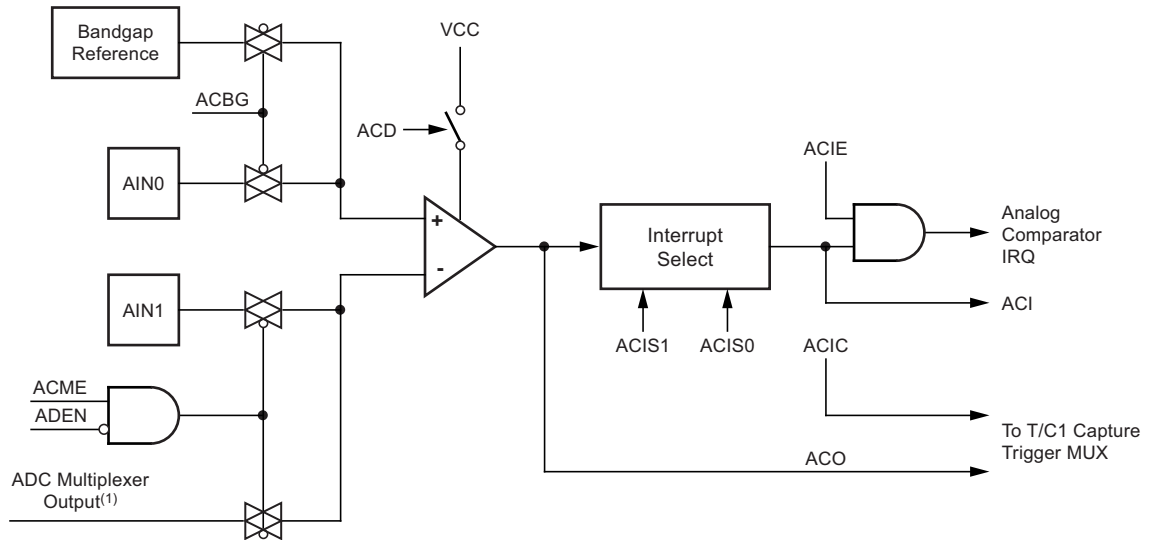 Bandgap
Reference
VCC
ACBG
ACD
AIN0
ACIE
+
-
Interrupt
Select
Analog
Comparator
IRQ
AIN1
ACI
ACIS1
ACIS0
ACIC
ACME
ADEN
To T/C1 Capture
Trigger MUX
ACO
ADC Multiplexer
Output(1)